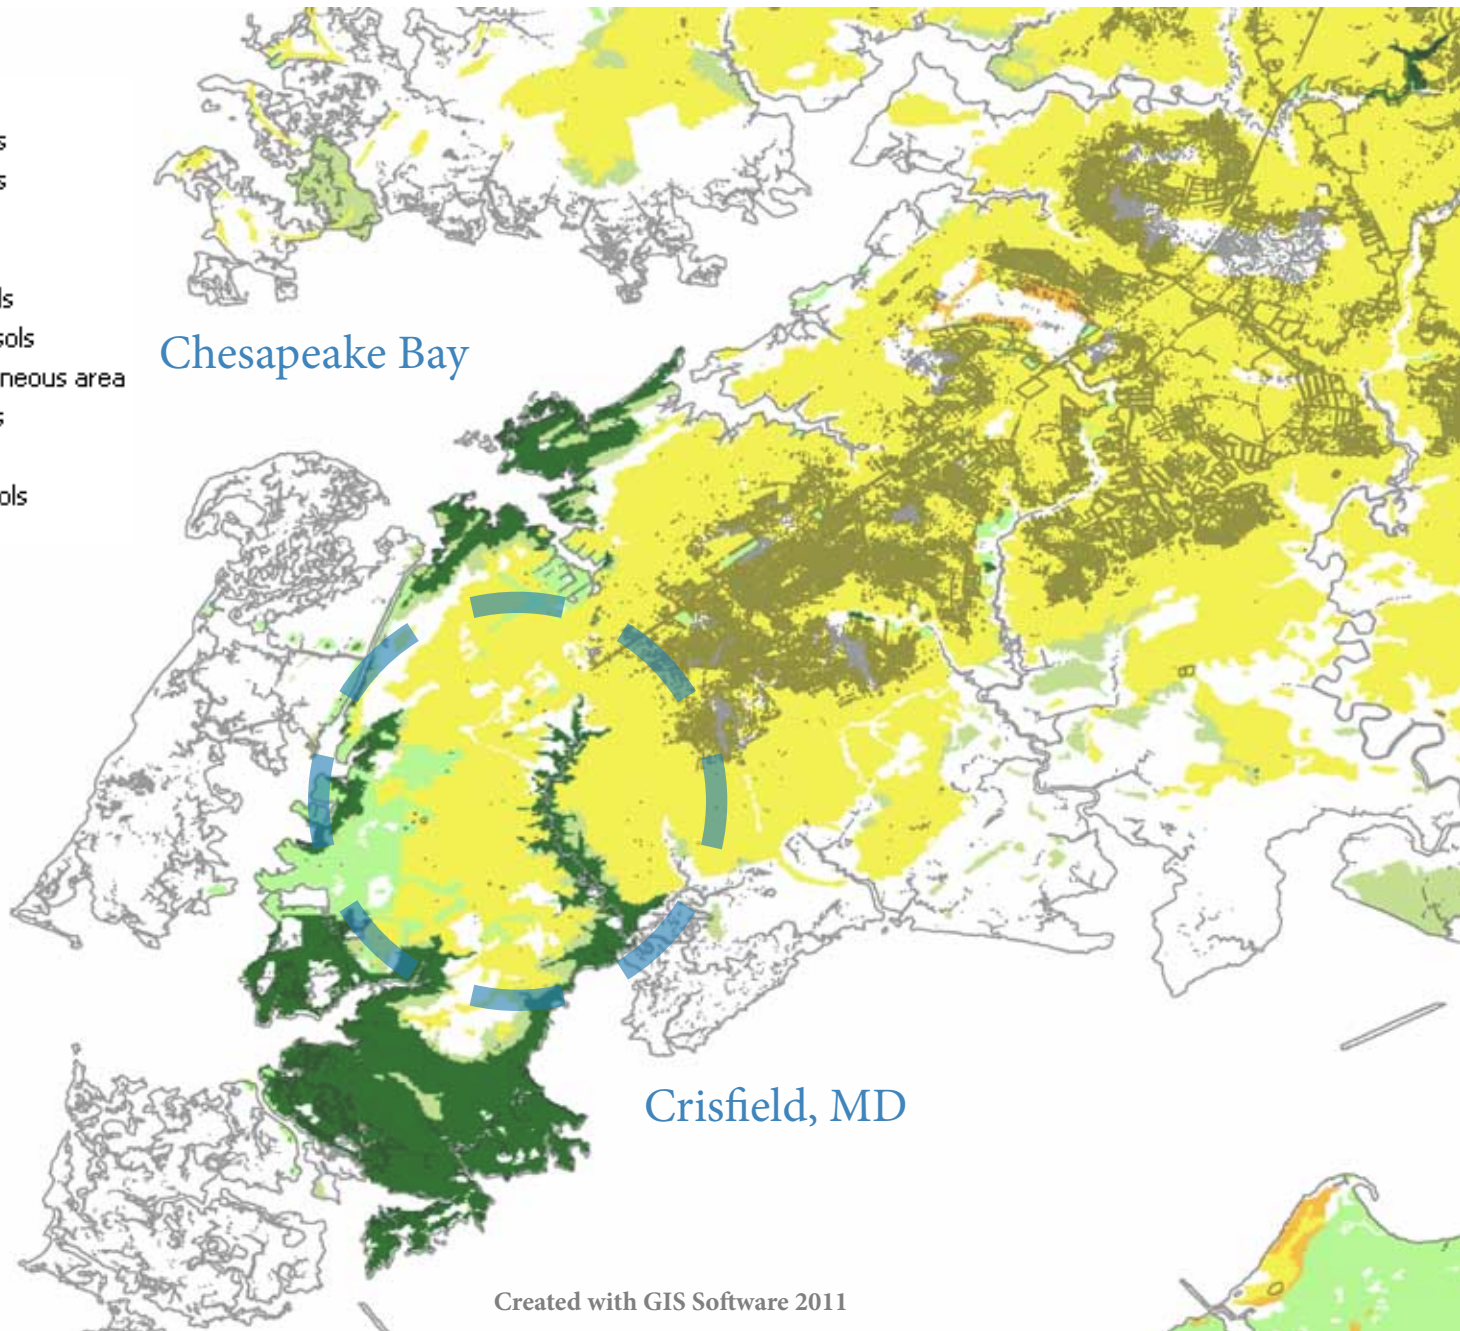 s
s
ls
sols
neous area
s
ols
Chesapeake Bay
Crisfield, MD
Created with GIS Software 2011